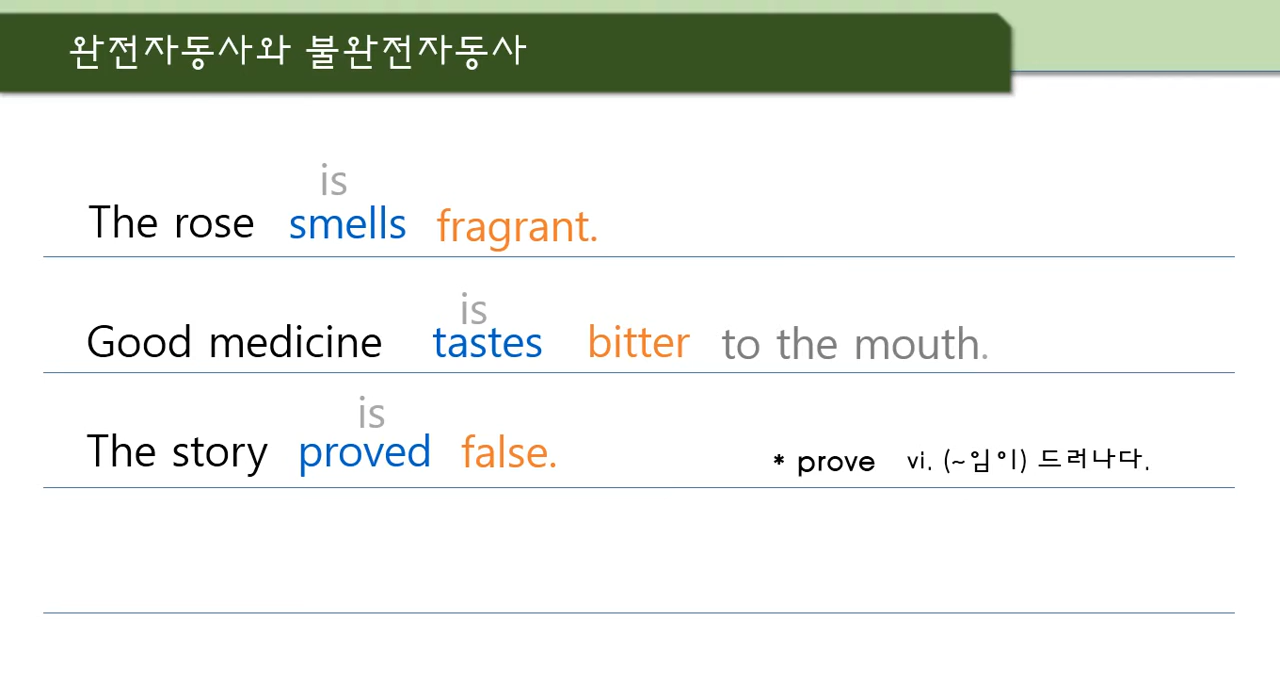 완전자동사와 불완전자동사
is
The rose smells fragrant.
is
Good medicine tastes bitter to the mouth.
is
The story proved false. * prove vi. (~임이) 드러나다.